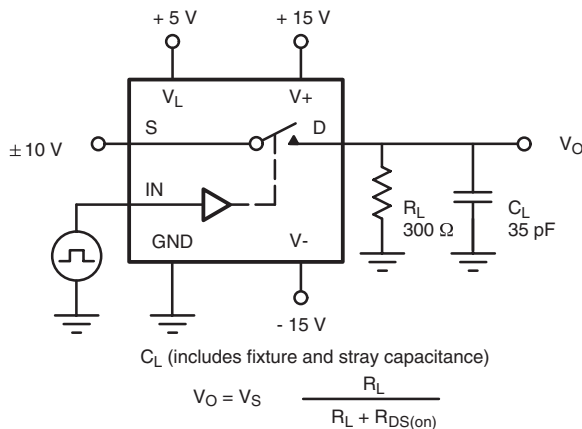 + 5 V
+ 15 V
V_L
V+
S
D
± 10 V
V_O
IN
R_L
300 Ω
C_L
35 pF
GND
V-
- 15 V
C_L (includes fixture and stray capacitance)
V_O = V_S R_L
R_L + R_DS(on)